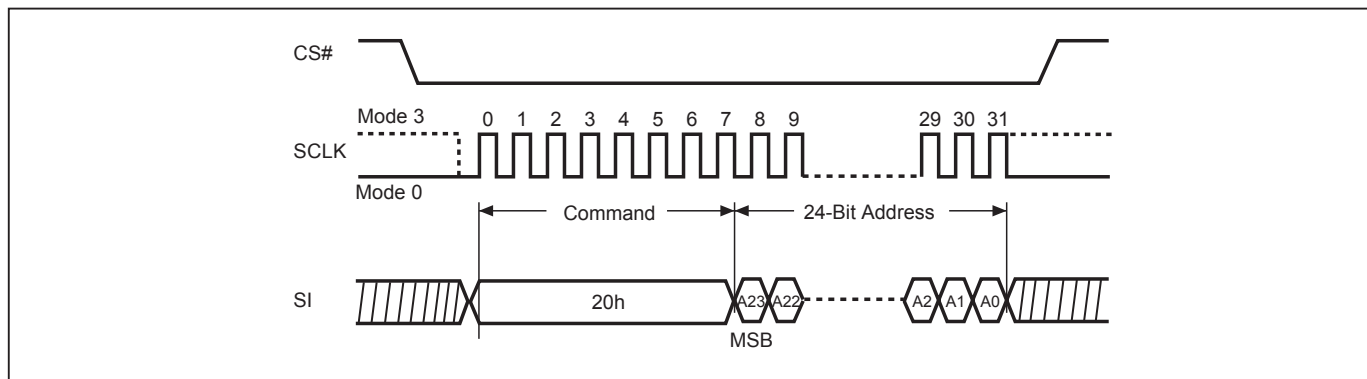 CS#
Mode 3
0 1 2 3 4 5 6 7 8 9 29 30 31
SCLK
Mode 0
Command 24-Bit Address
SI 20h A23 A22 A2 A1 A0
MSB